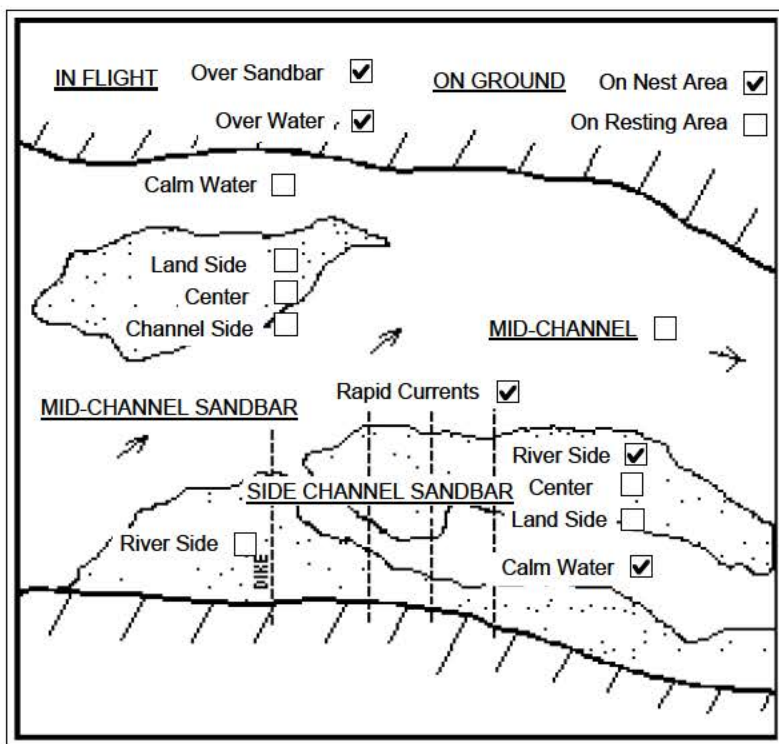 IN FLIGHT Over Sandbar ON GROUND On Nest Area
Over Water On Resting Area
Calm Water
Land Side
Center
Channel Side
MID-CHANNEL
Rapid Currents
MID-CHANNEL SANDBAR
River Side
SIDE CHANNEL SANDBAR Center
Land Side
River Side
DIKE
Calm Water